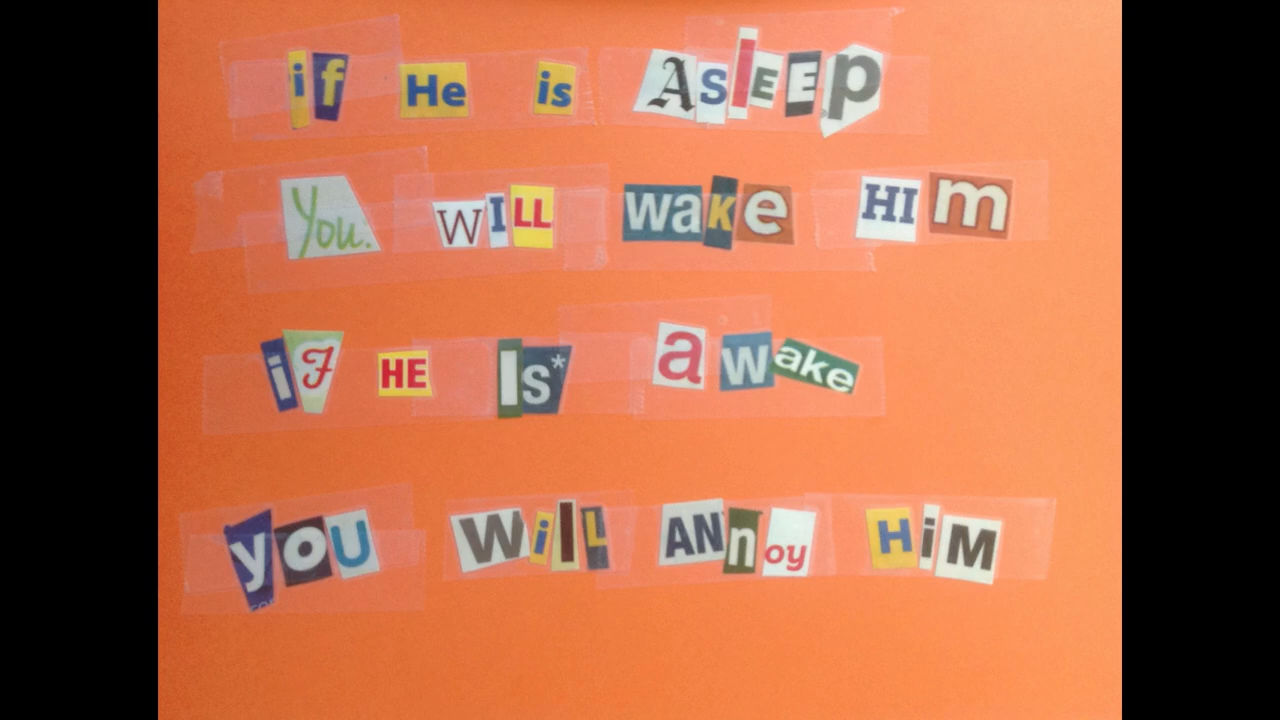 if He is AslEEp
You. WILL waKe HIm
iF HE Is* awake
yoU WilL ANnoy HiM